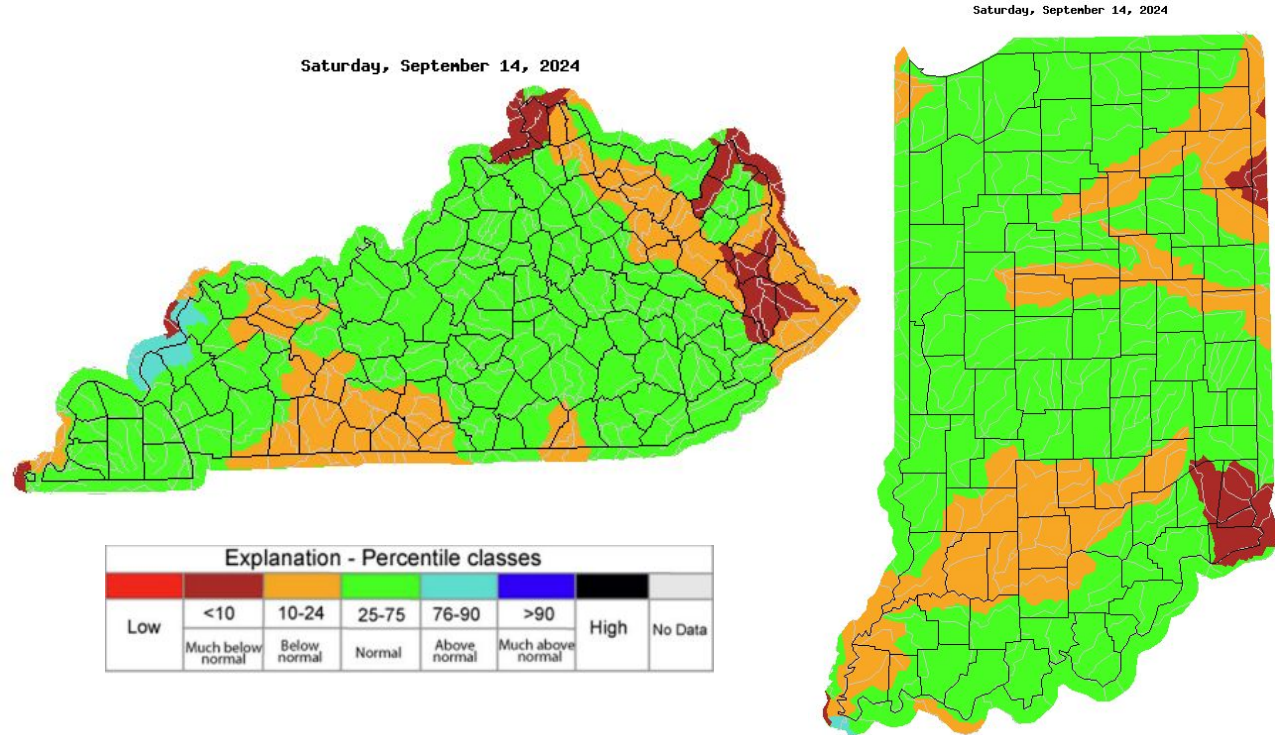 Saturday, September 14, 2024
Saturday, September 14, 2024
Explanation - Percentile classes
Low
<10
10-24
25-75
76-90
>90
High
No Data
Much below normal
Below normal
Normal
Above normal
Much above normal